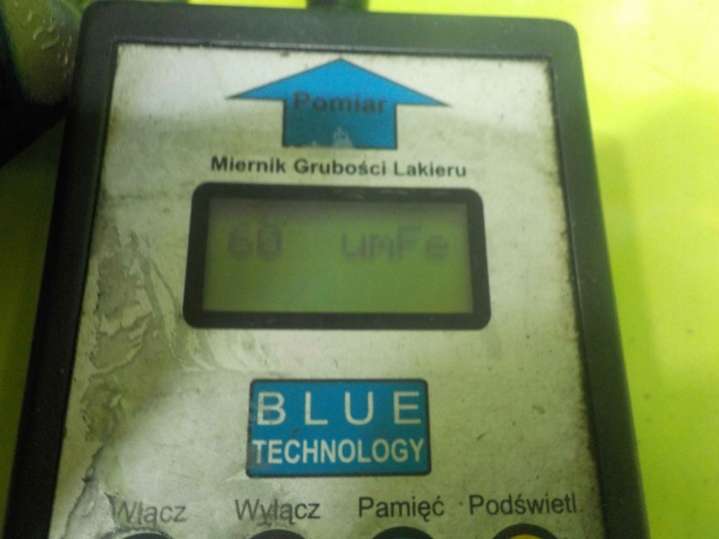 Pomiar
Miernik Grubości Lakieru
60 umFe
BLUE
TECHNOLOGY
Włącz Wyłącz Pamięć Podświetl.